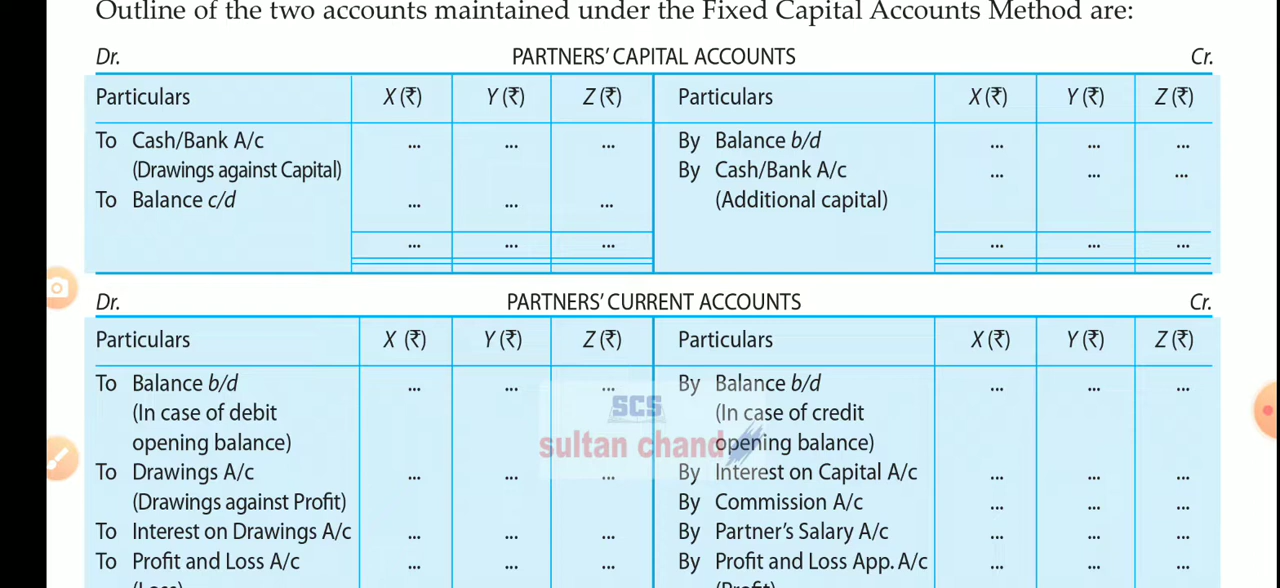 Outline of the two accounts maintained under the Fixed Capital Accounts Method are:
Dr. PARTNERS' CAPITAL ACCOUNTS Cr.
Particulars X (₹) Y (₹) Z (₹) Particulars X (₹) Y (₹) Z (₹)
To Cash/Bank A/c ... ... ... By Balance b/d ... ... ...
(Drawings against Capital) By Cash/Bank A/c ... ... ...
To Balance c/d ... ... ... (Additional capital)
... ... ... ... ... ...
Dr. PARTNERS' CURRENT ACCOUNTS Cr.
Particulars X (₹) Y (₹) Z (₹) Particulars X (₹) Y (₹) Z (₹)
To Balance b/d ... ... ... By Balance b/d ... ... ...
(In case of debit (In case of credit
opening balance) opening balance)
SCS
sultan chand
To Drawings A/c ... ... ... By Interest on Capital A/c ... ... ...
(Drawings against Profit) By Commission A/c ... ... ...
To Interest on Drawings A/c ... ... ... By Partner's Salary A/c ... ... ...
To Profit and Loss A/c ... ... ... By Profit and Loss App. A/c ... ... ...
(Loss) (Profit)